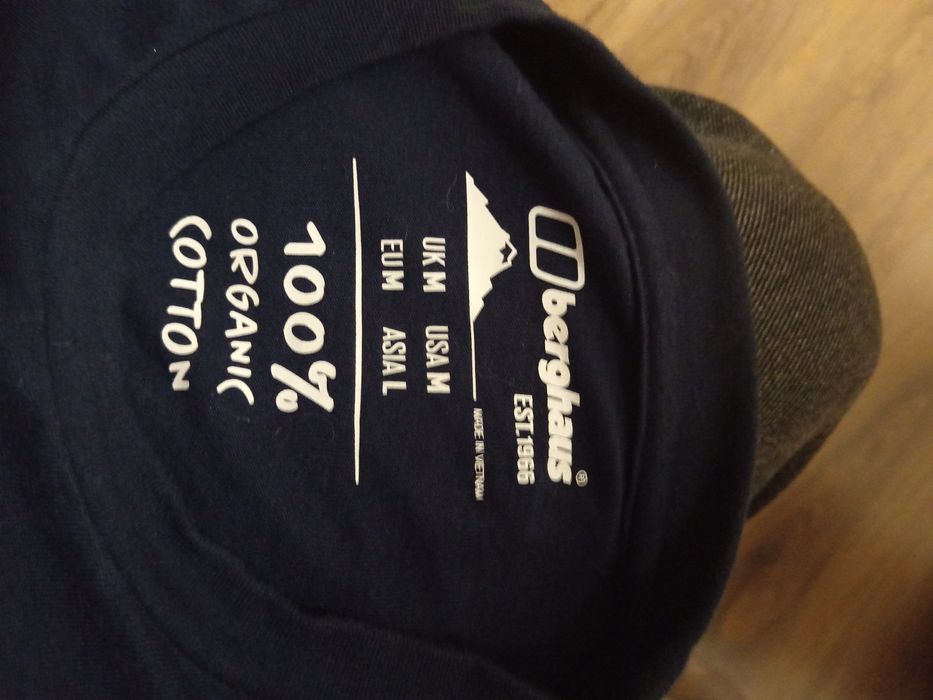 berghaus®
EST.1966
MADE IN VIETNAM
UK M USA M
EU M ASIA L
100%
ORGANIC
COTTON